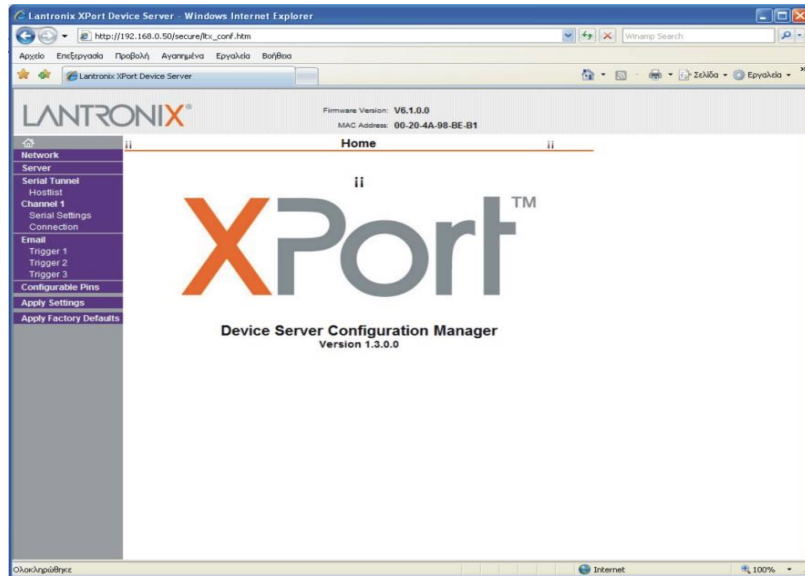 Lantronix XPort Device Server - Windows Internet Explorer
http://192.168.0.50/secure/ltx_conf.htm
Winamp Search
Αρχείο Επεξεργασία Προβολή Αγαπημένα Εργαλεία Βοήθεια
Lantronix XPort Device Server
Σελίδα
Εργαλεία
LANTRONIX®
Firmware Version: V6.1.0.0
MAC Address: 00-20-4A-98-BE-B1
Home
Network
Server
Serial Tunnel
Hostlist
Channel 1
Serial Settings
Connection
Email
Trigger 1
Trigger 2
Trigger 3
Configurable Pins
Apply Settings
Apply Factory Defaults
¡¡
¡¡
¡¡
XPort™
Device Server Configuration Manager
Version 1.3.0.0
Ολοκληρώθηκε
Internet
100%